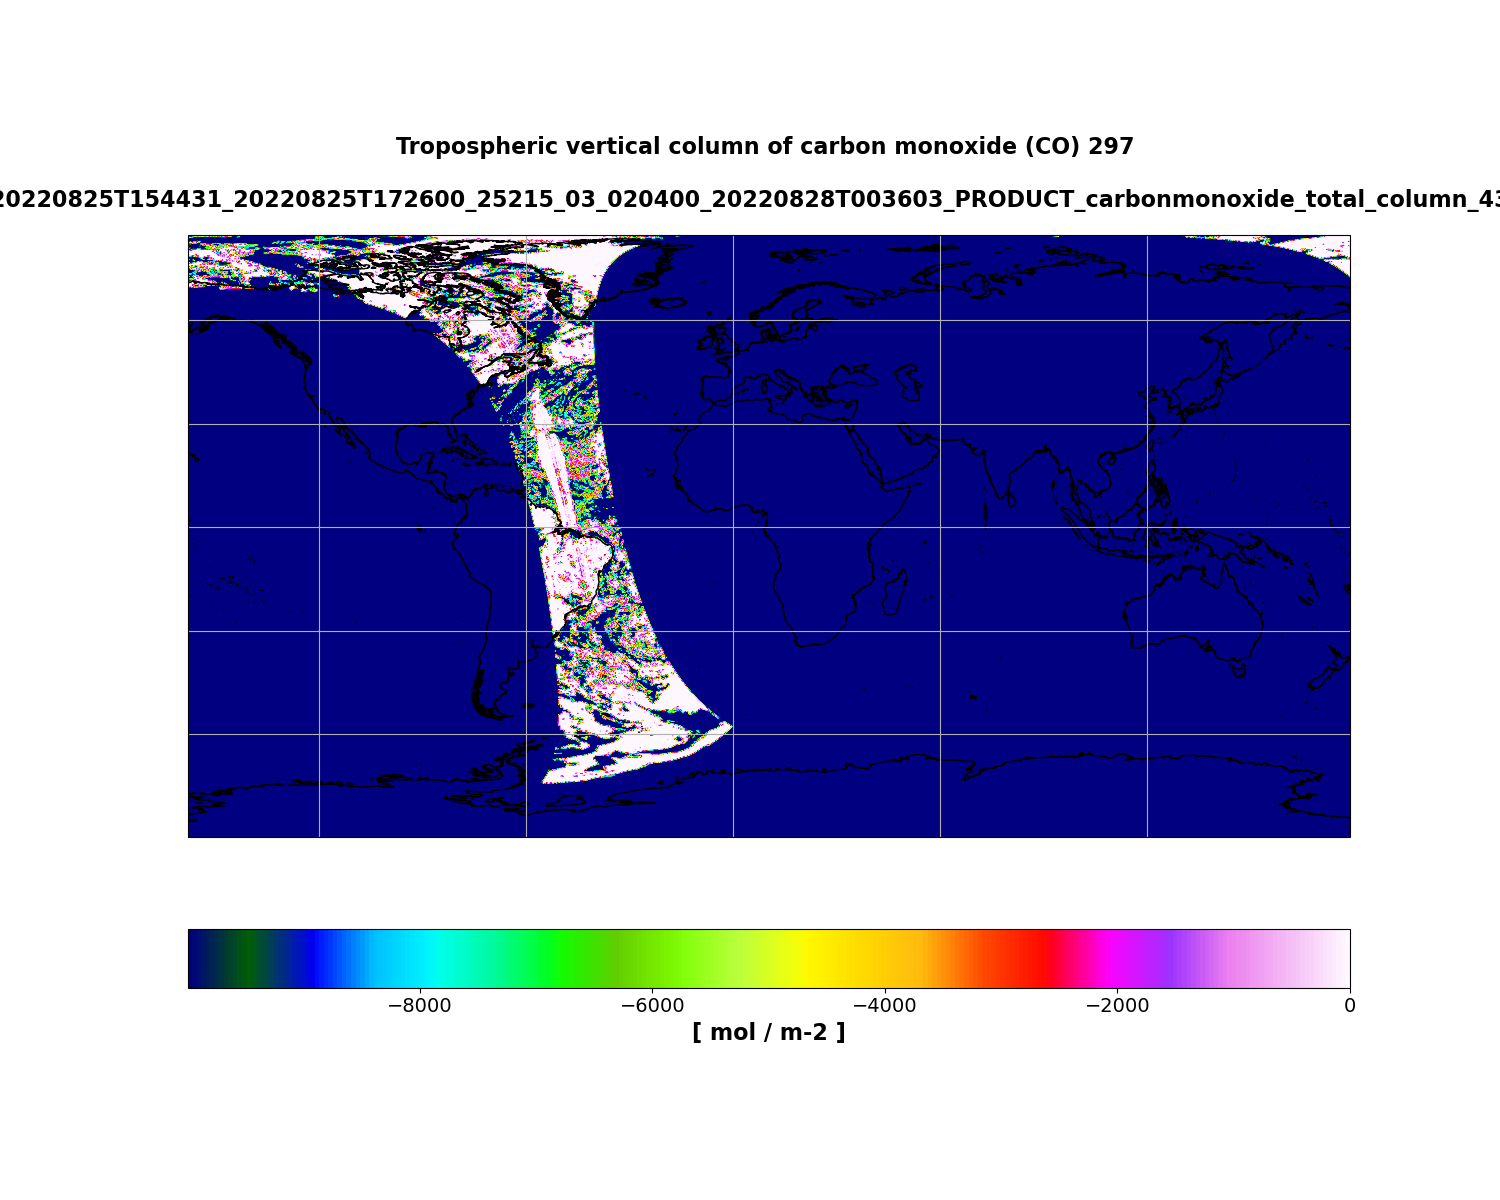 Tropospheric vertical column of carbon monoxide (CO) 297
20220825T154431_20220825T172600_25215_03_020400_20220828T003603_PRODUCT_carbonmonoxide_total_column_43
−8000 −6000 −4000 −2000 0
[ mol / m-2 ]